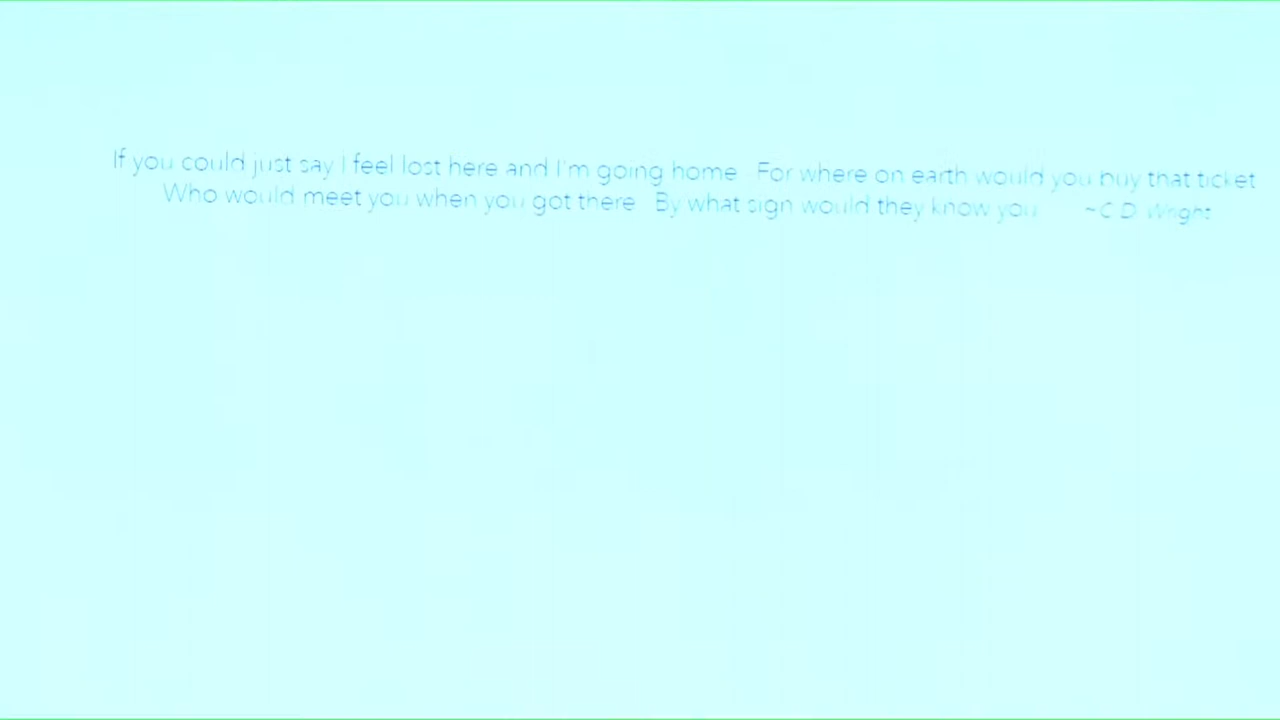 If you could just say I feel lost here and I'm going home. For where on earth would you buy that ticket
Who would meet you when you got there. By what sign would they know you. ~C.D. Wright